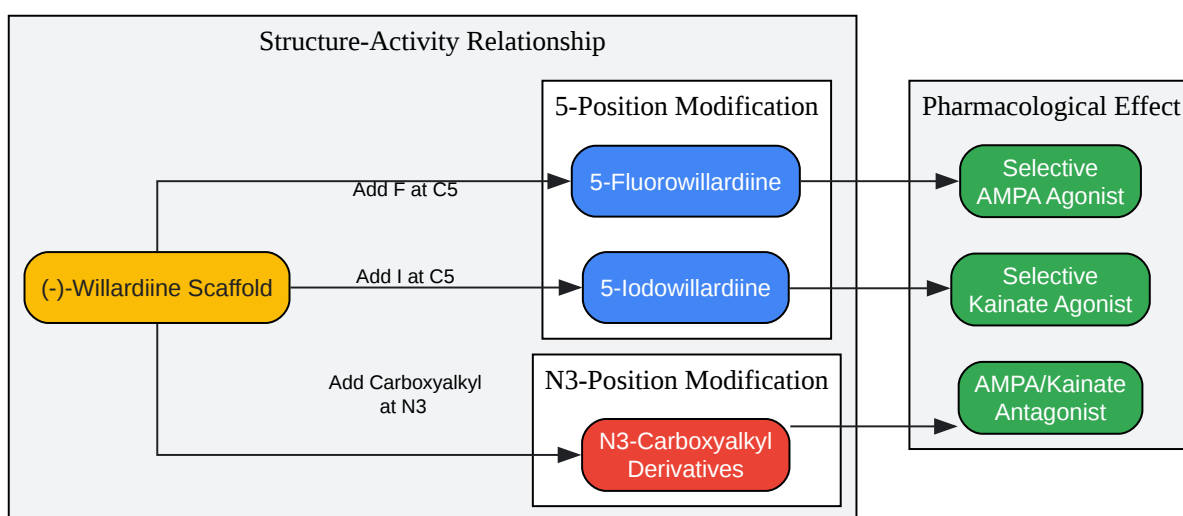 Structure-Activity Relationship
5-Position Modification
Pharmacological Effect
Add F at C5
5-Fluorowillardiine
Selective
AMPA Agonist
(-)-Willardiine Scaffold
Add I at C5
5-Iodowillardiine
Selective
Kainate Agonist
Add Carboxyalkyl
at N3
N3-Position Modification
N3-Carboxyalkyl
Derivatives
AMPA/Kainate
Antagonist